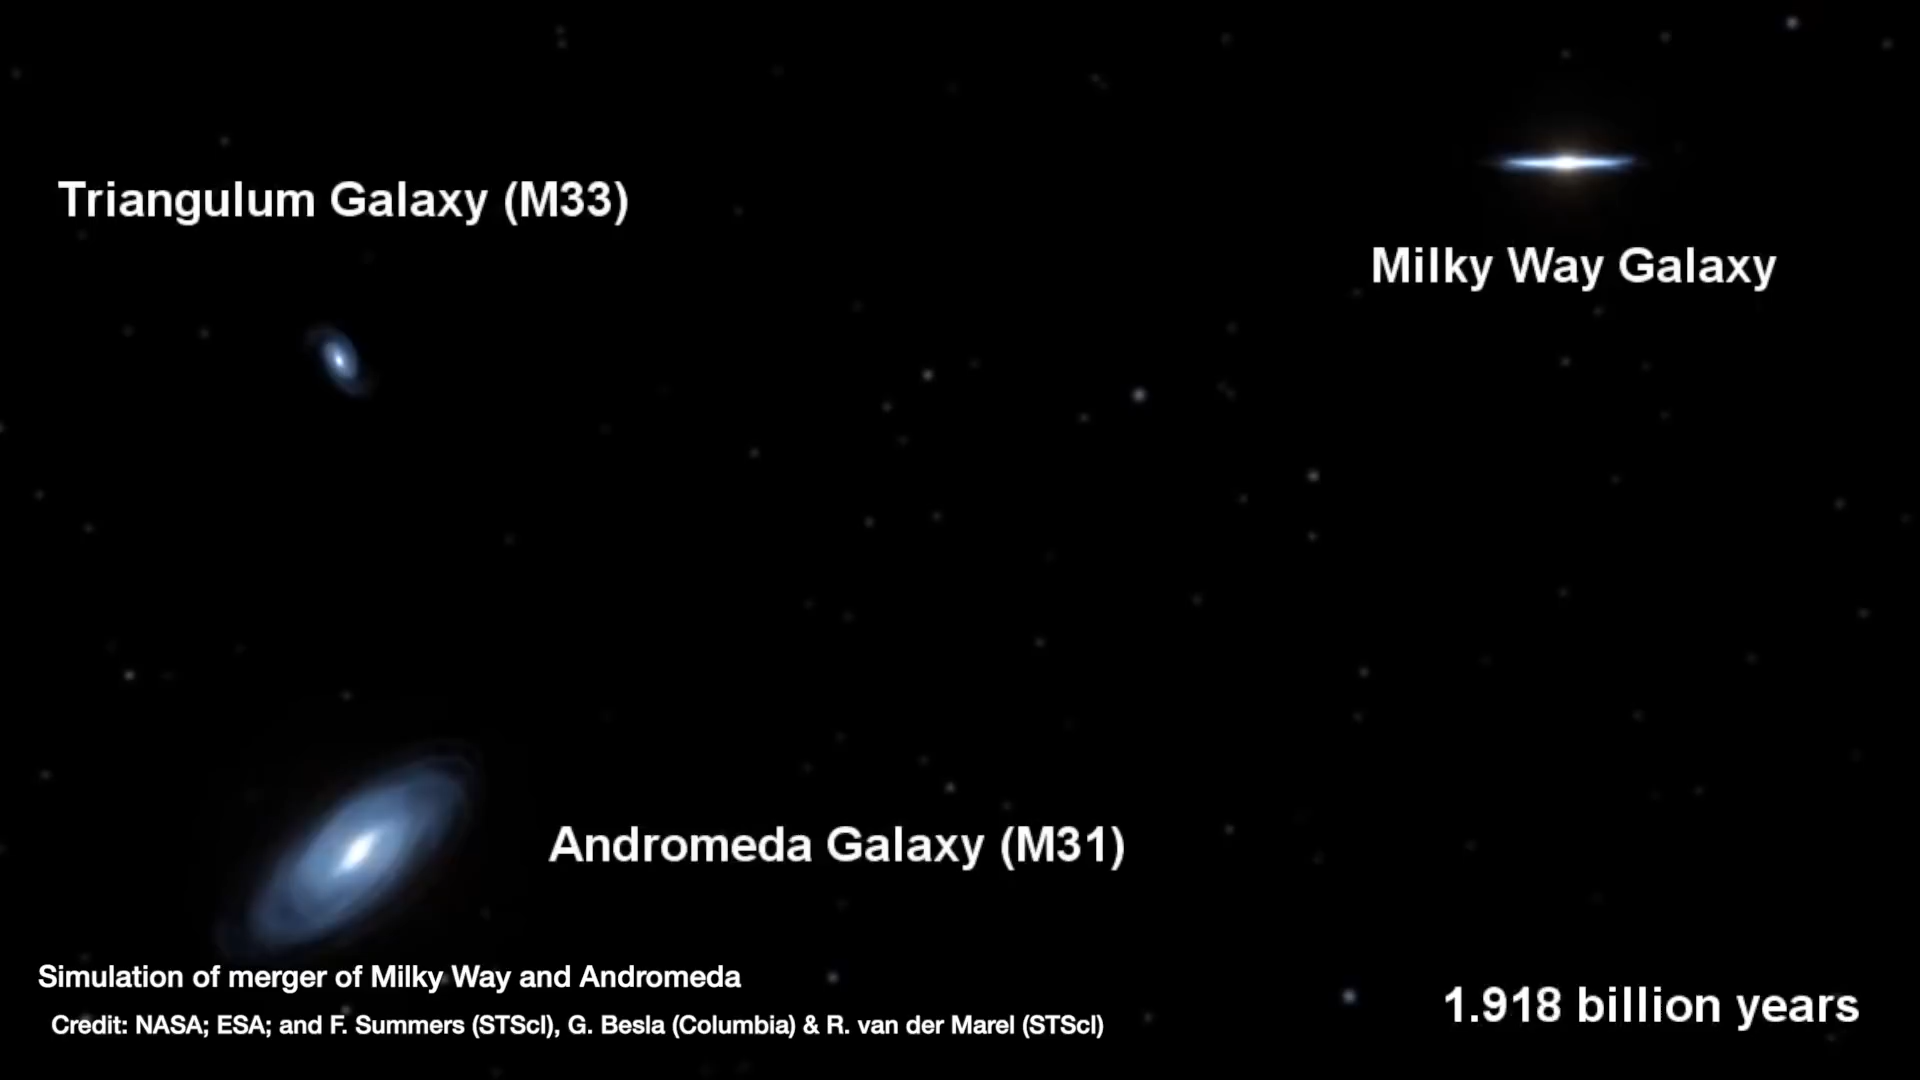 Triangulum Galaxy (M33)
Milky Way Galaxy
Andromeda Galaxy (M31)
Simulation of merger of Milky Way and Andromeda
Credit: NASA; ESA; and F. Summers (STScI), G. Besla (Columbia) & R. van der Marel (STScI)
1.918 billion years